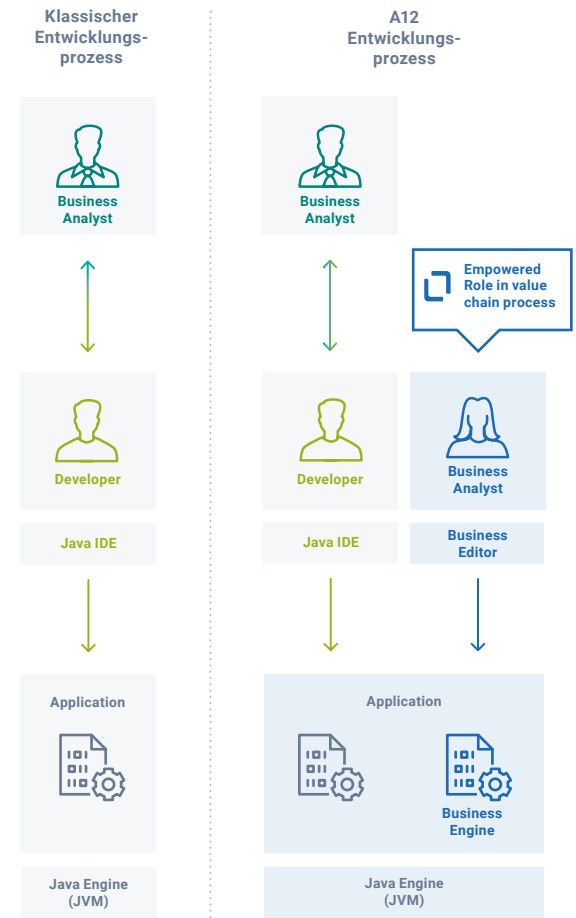 Klassischer
Entwicklungs-
prozess
Business
Analyst
Developer
Java IDE
Application
Java Engine
(JVM)
A12
Entwicklungs-
prozess
Business
Analyst
Empowered
Role in value
chain process
Developer
Business
Analyst
Java IDE
Business
Editor
Application
Business
Engine
Java Engine
(JVM)